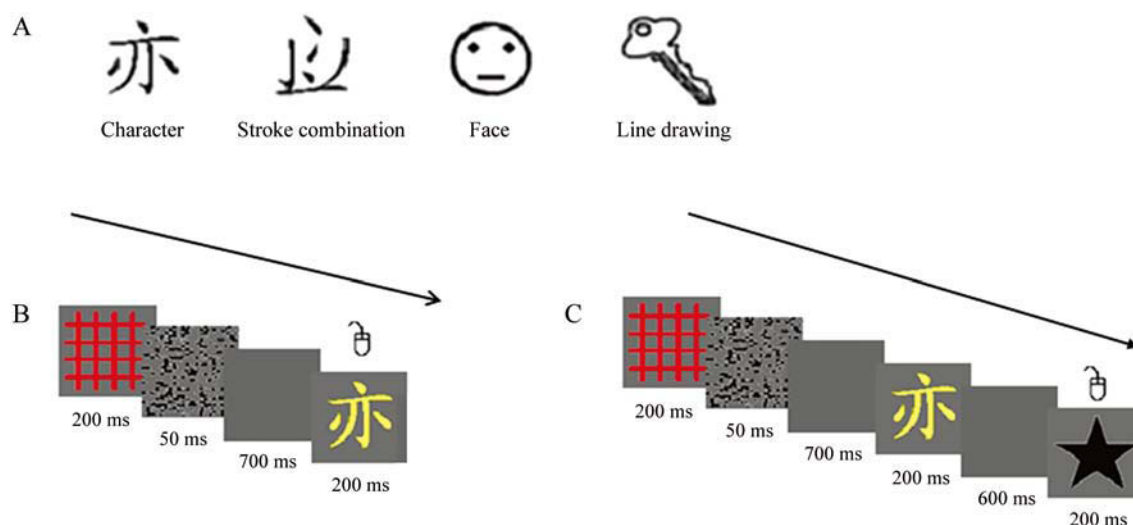 A
亦
Character
Stroke combination
Face
Line drawing
B
200 ms
50 ms
700 ms
亦
200 ms
C
200 ms
50 ms
700 ms
亦
200 ms
600 ms
200 ms